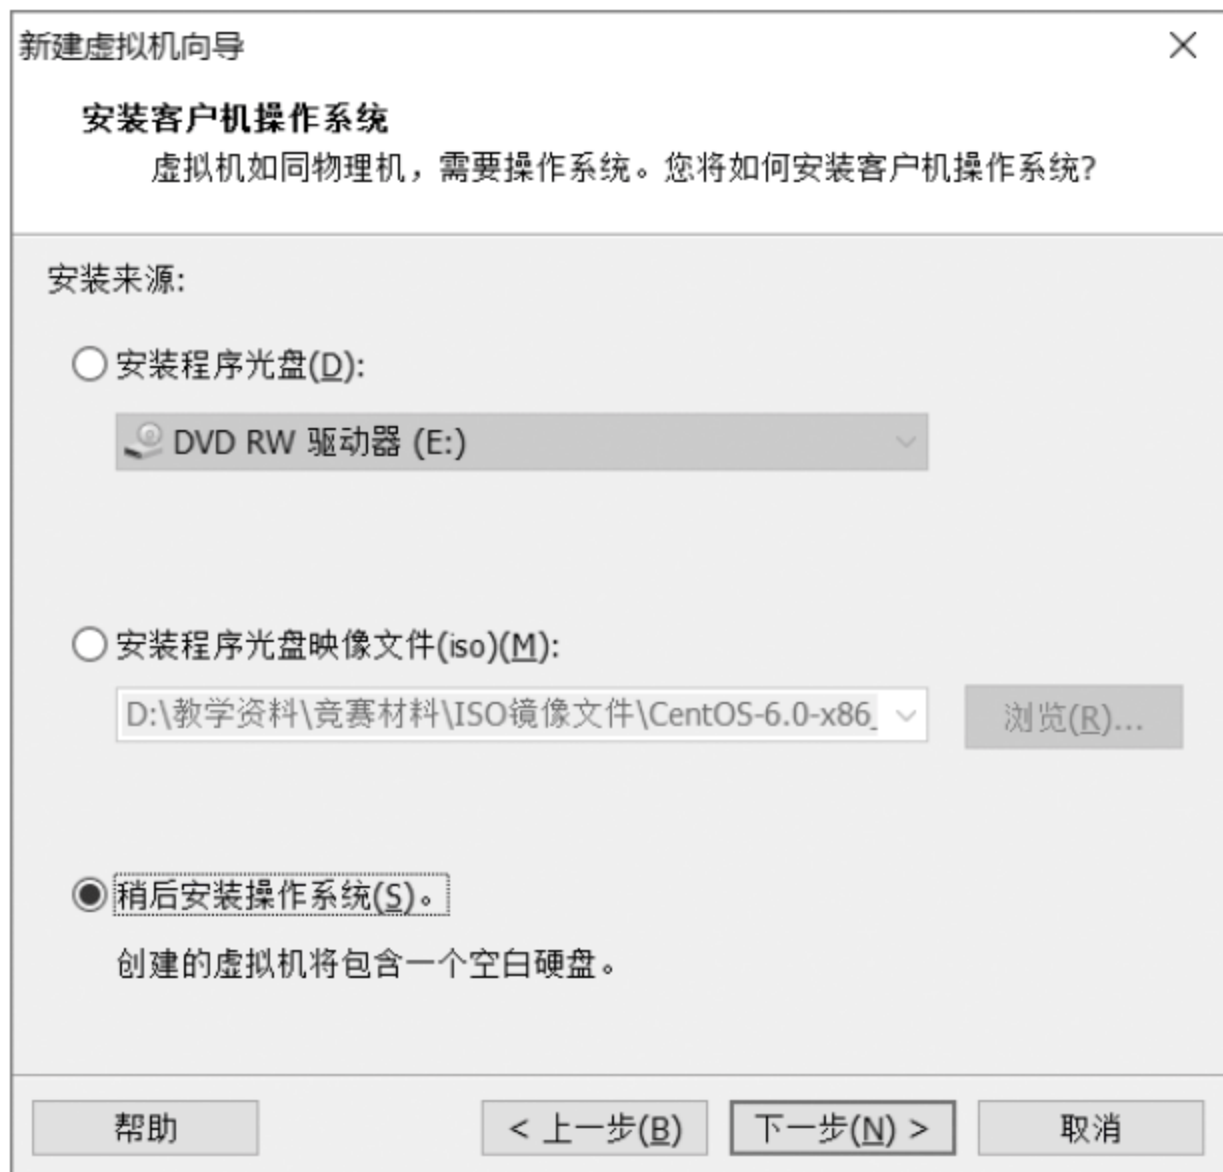 新建虚拟机向导
安装客户机操作系统
虚拟机如同物理机，需要操作系统。您将如何安装客户机操作系统?
安装来源:
安装程序光盘(D):
DVD RW 驱动器 (E:)
安装程序光盘映像文件(iso)(M):
D:\教学资料\竞赛材料\ISO镜像文件\CentOS-6.0-x86_
浏览(R)...
稍后安装操作系统(S)。
创建的虚拟机将包含一个空白硬盘。
帮助
< 上一步(B)
下一步(N) >
取消